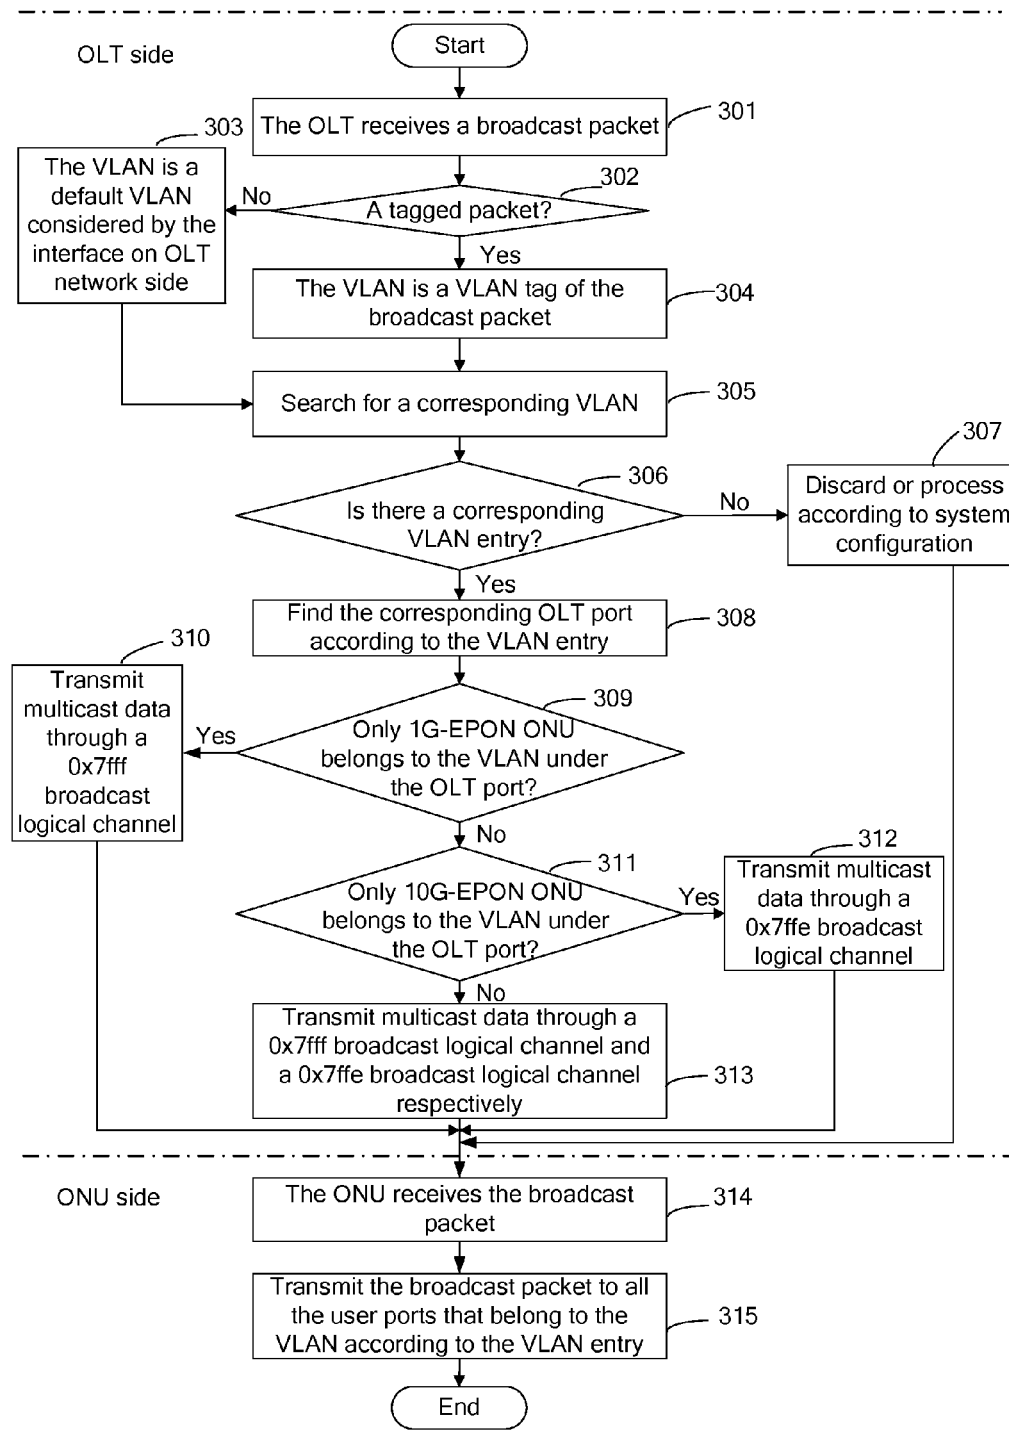 OLT side
Start
The OLT receives a broadcast packet
301
303
The VLAN is a
default VLAN
considered by the
interface on OLT
network side
No
A tagged packet?
302
Yes
The VLAN is a VLAN tag of the
broadcast packet
304
Search for a corresponding VLAN
305
306
Is there a corresponding
VLAN entry?
No
307
Discard or process
according to system
configuration
Yes
Find the corresponding OLT port
according to the VLAN entry
308
310
Transmit
multicast data
through a
0x7fff
broadcast
logical channel
Yes
309
Only 1G-EPON ONU
belongs to the VLAN under
the OLT port?
No
311
Only 10G-EPON ONU
belongs to the VLAN under
the OLT port?
Yes
312
Transmit multicast
data through a
0x7ffe broadcast
logical channel
No
Transmit multicast data through a
0x7fff broadcast logical channel and
a 0x7ffe broadcast logical channel
respectively
313
ONU side
The ONU receives the broadcast
packet
314
Transmit the broadcast packet to all
the user ports that belong to the
VLAN according to the VLAN entry
315
End